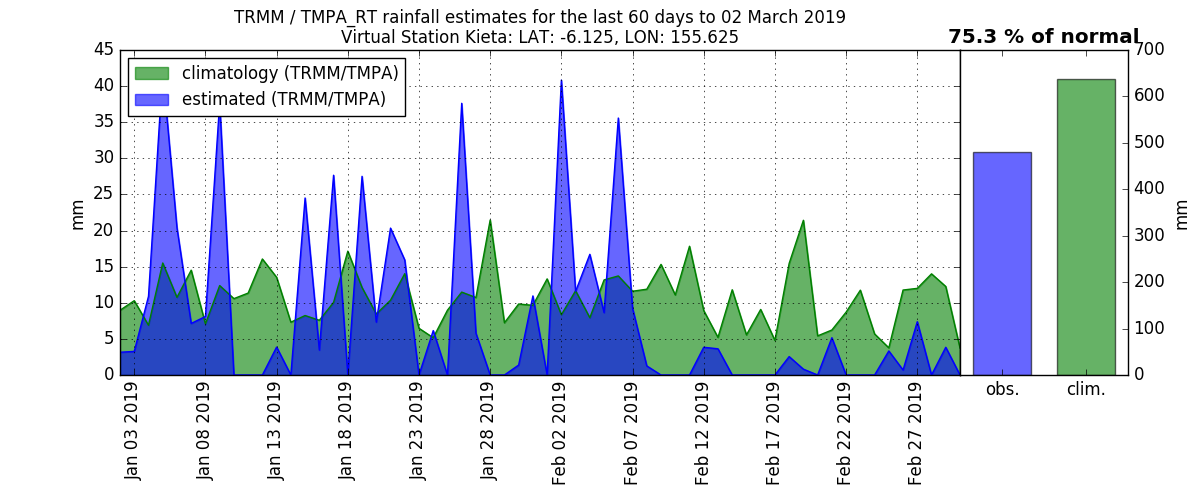 TRMM / TMPA_RT rainfall estimates for the last 60 days to 02 March 2019
Virtual Station Kieta: LAT: -6.125, LON: 155.625
75.3 % of normal
climatology (TRMM/TMPA)
estimated (TRMM/TMPA)
45
40
35
30
25
20
15
10
5
0
mm
Jan 03 2019
Jan 08 2019
Jan 13 2019
Jan 18 2019
Jan 23 2019
Jan 28 2019
Feb 02 2019
Feb 07 2019
Feb 12 2019
Feb 17 2019
Feb 22 2019
Feb 27 2019
700
600
500
400
300
200
100
0
mm
obs.
clim.